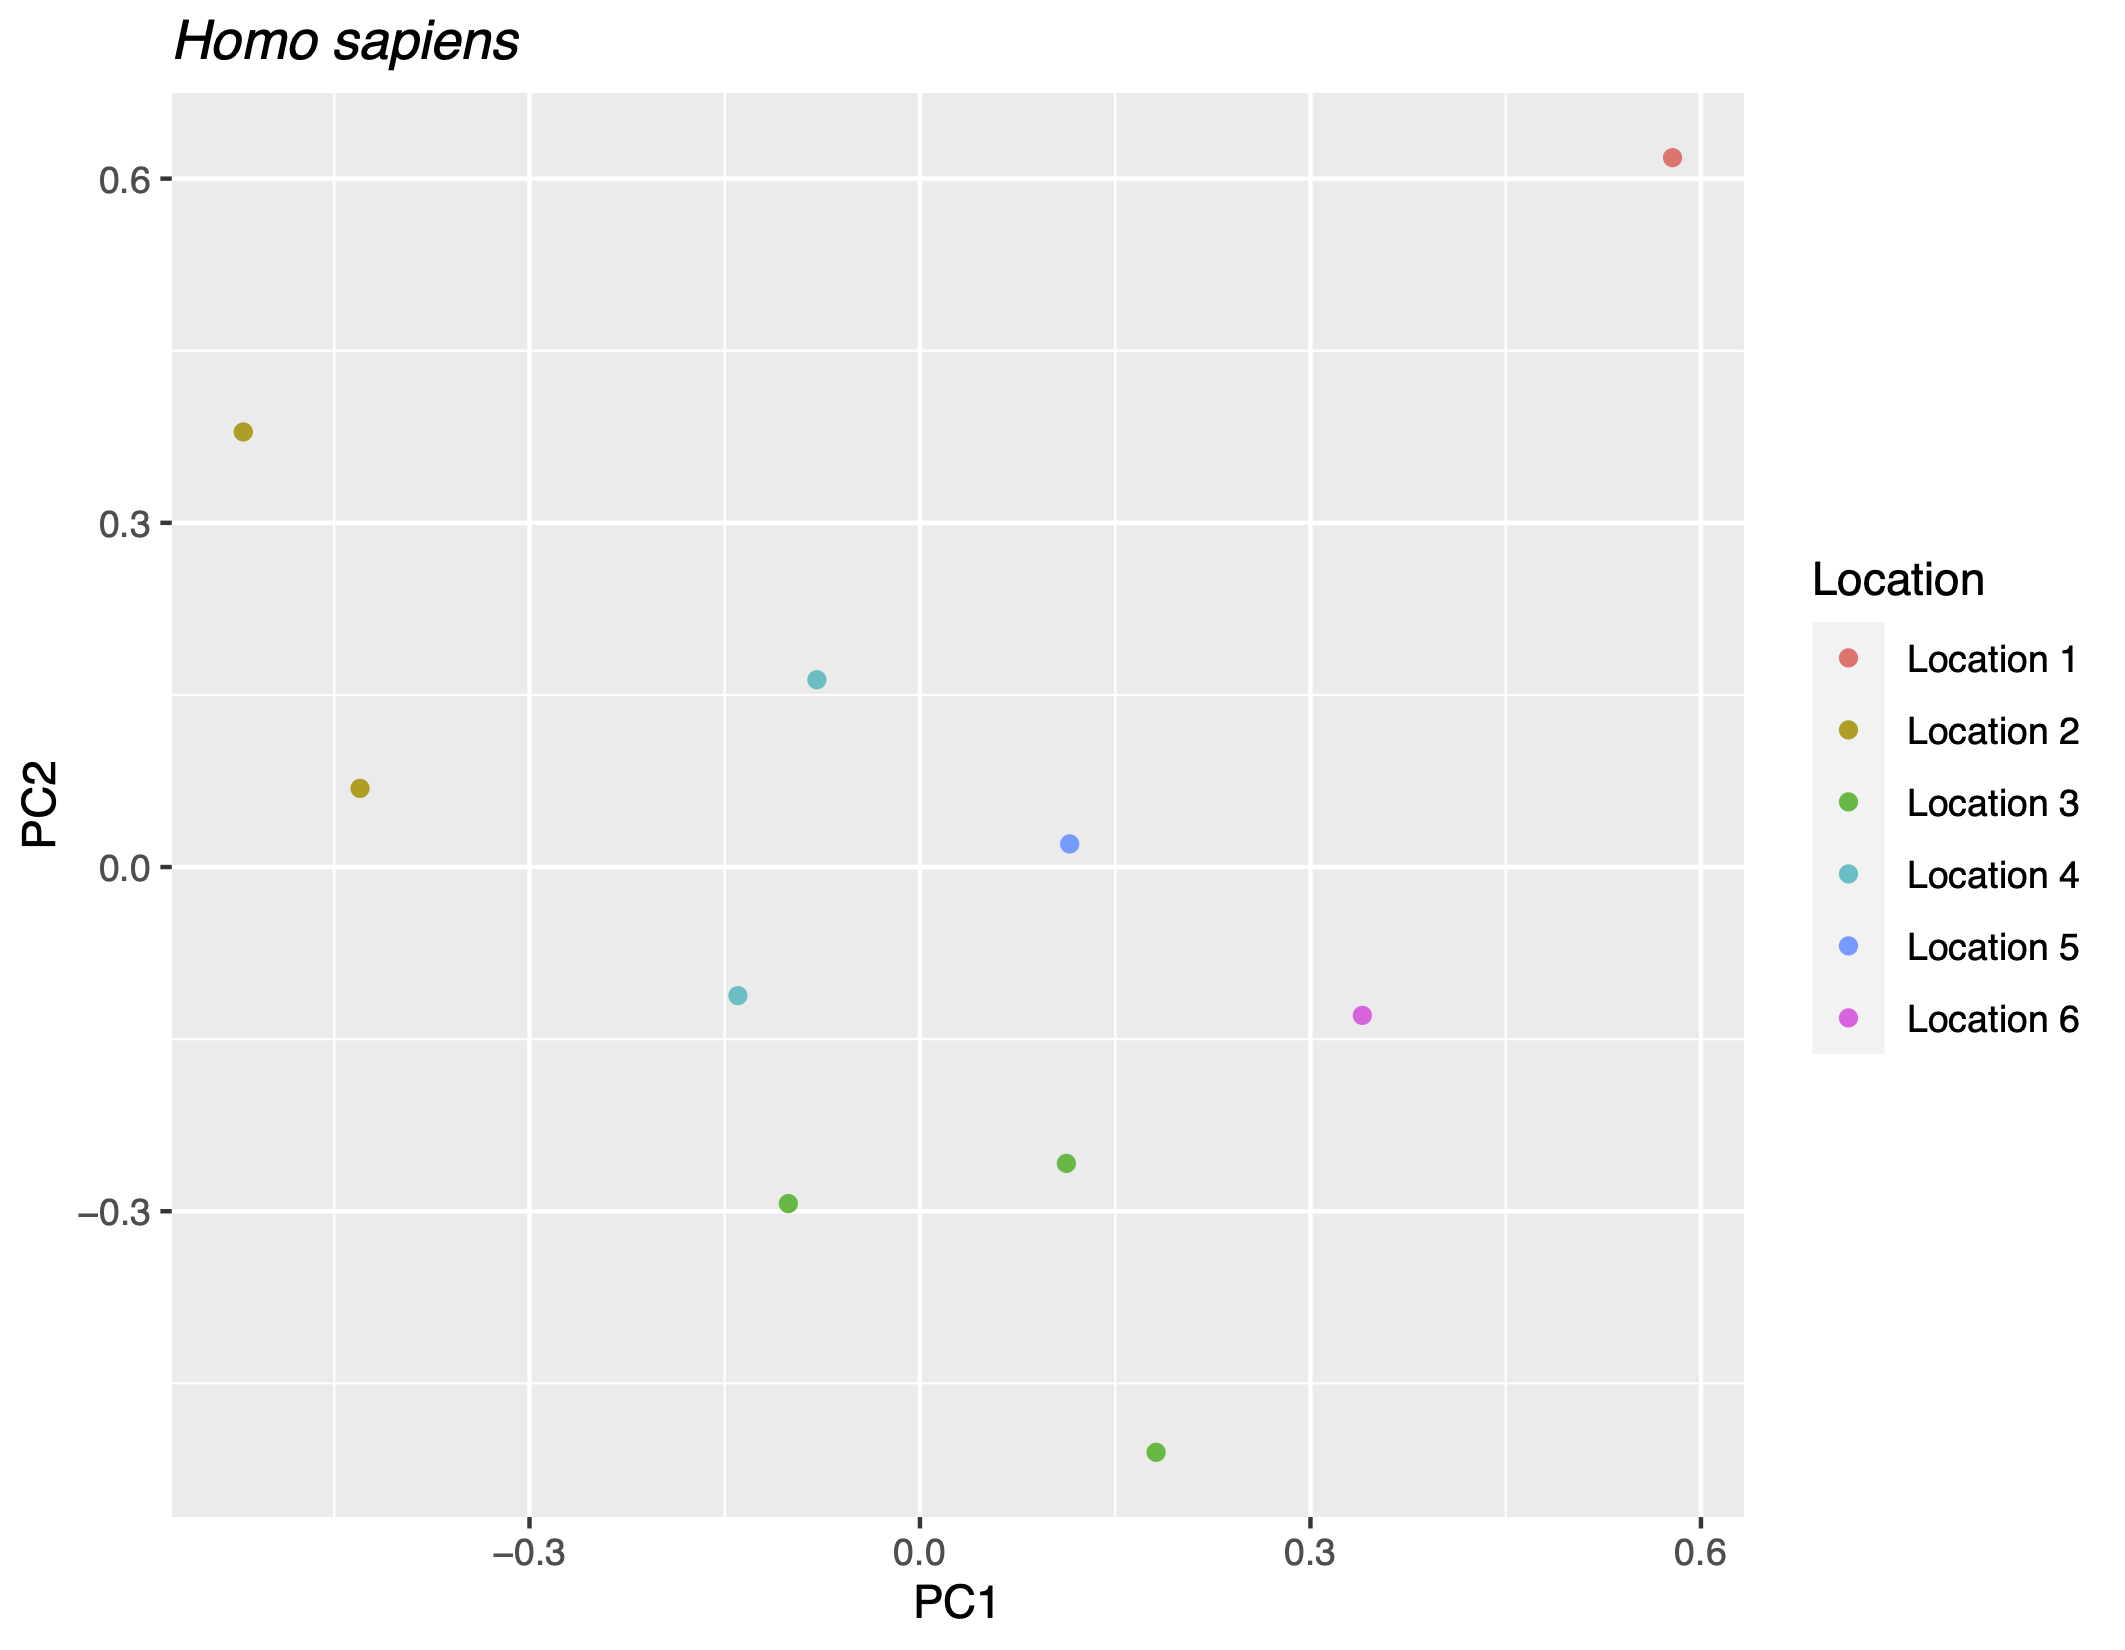 Homo sapiens
0.6
0.3
0.0
−0.3
PC2
−0.3 0.0 0.3 0.6
PC1
Location
Location 1
Location 2
Location 3
Location 4
Location 5
Location 6